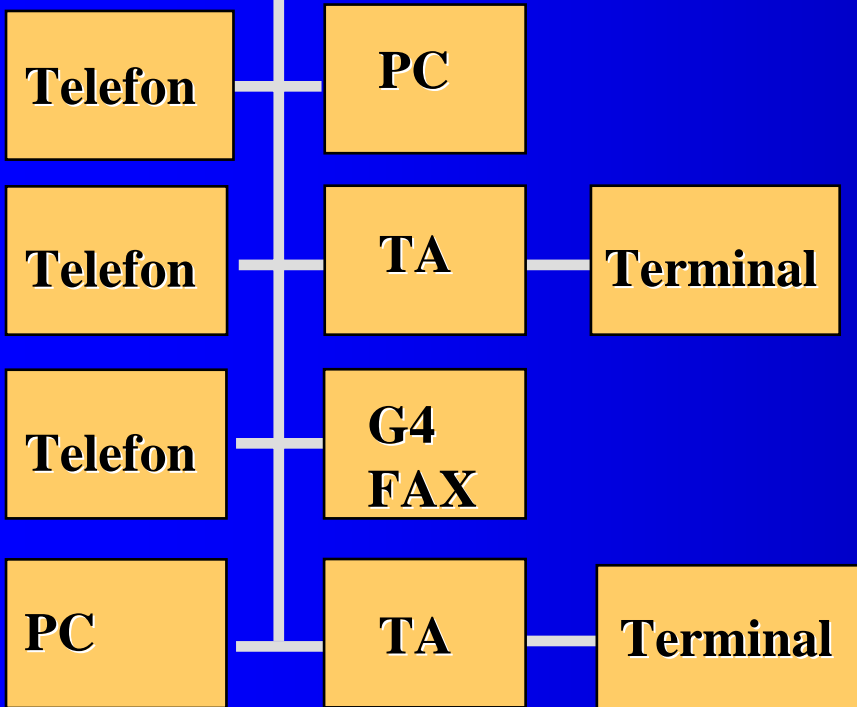 Telefon
PC
Telefon
TA
Terminal
Telefon
G4
FAX
PC
TA
Terminal